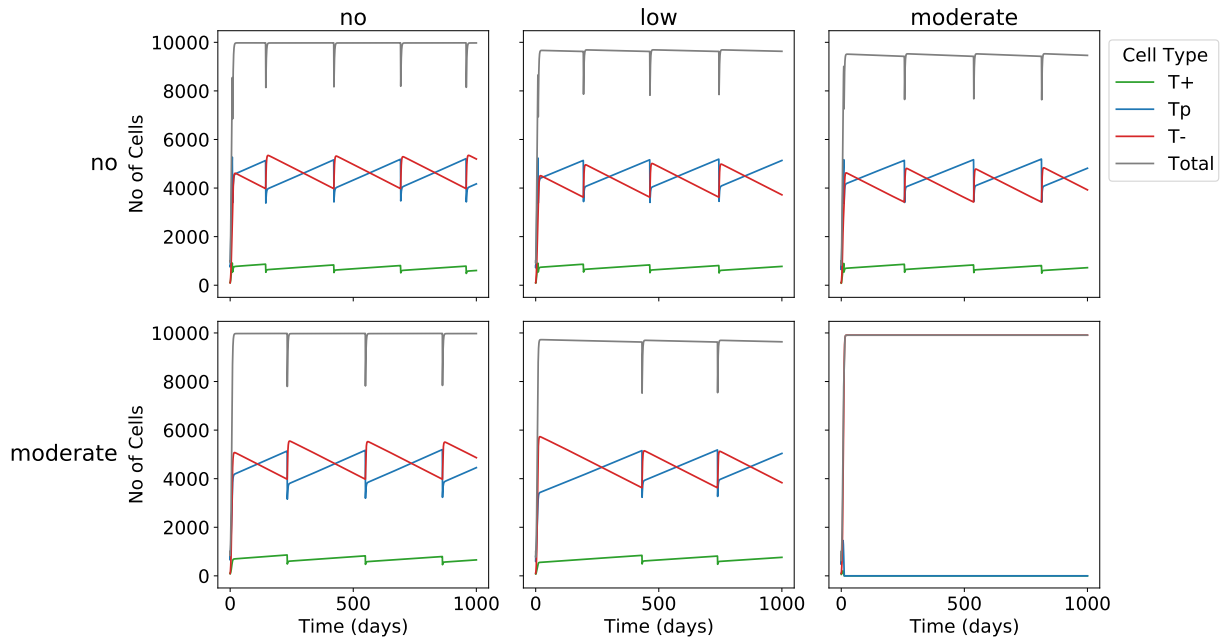 no
low
moderate
10000
8000
6000
4000
2000
0
No of Cells
no
Cell Type
T+
Tp
T-
Total
10000
8000
6000
4000
2000
0
No of Cells
moderate
0
500
1000
Time (days)
0
500
1000
Time (days)
0
500
1000
Time (days)